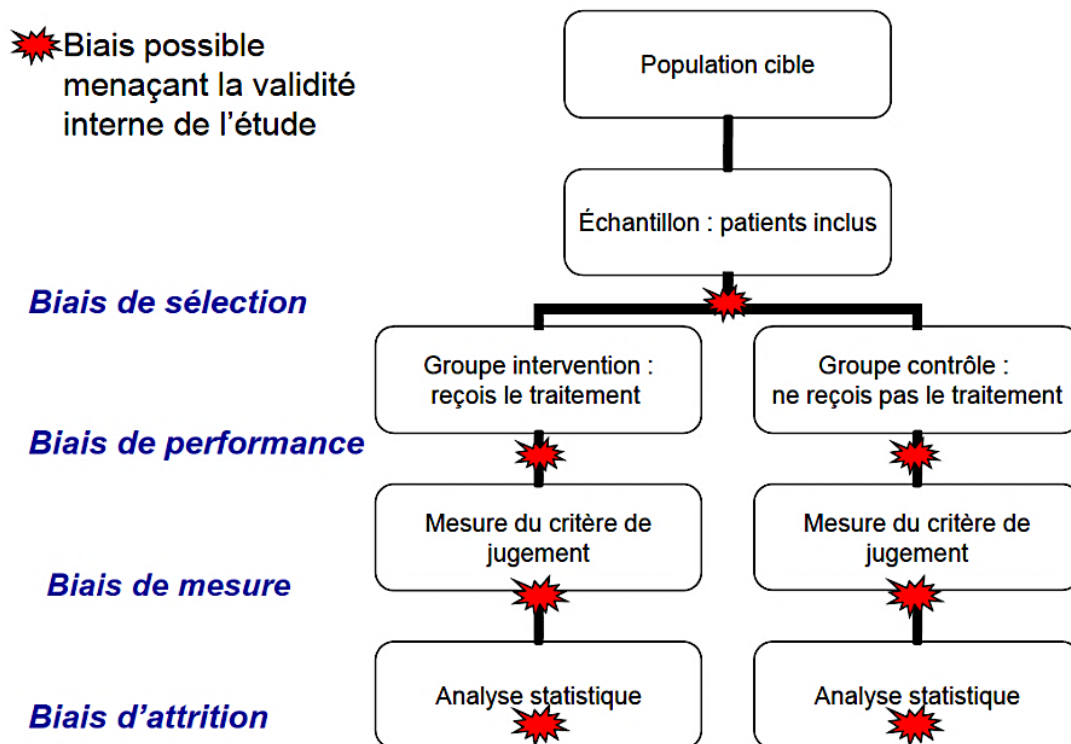 Biais possible
menaçant la validité
interne de l'étude
Population cible
Échantillon : patients inclus
Biais de sélection
Groupe intervention :
reçois le traitement
Groupe contrôle :
ne reçois pas le traitement
Biais de performance
Mesure du critère de
jugement
Mesure du critère de
jugement
Biais de mesure
Analyse statistique
Analyse statistique
Biais d'attrition